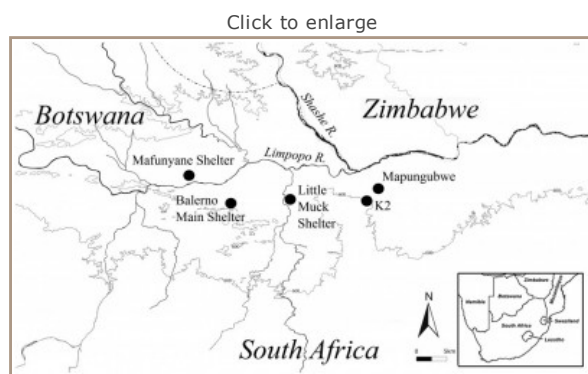 Click to enlarge
Botswana
Zimbabwe
Shashe R.
Mafunyane Shelter
Limpopo R.
Mapungubwe
Balerno
Main Shelter
Little
Muck
Shelter
K2
N
South Africa
Zimbabwe
Namibia
Botswana
South Africa
Swaziland
Lesotho